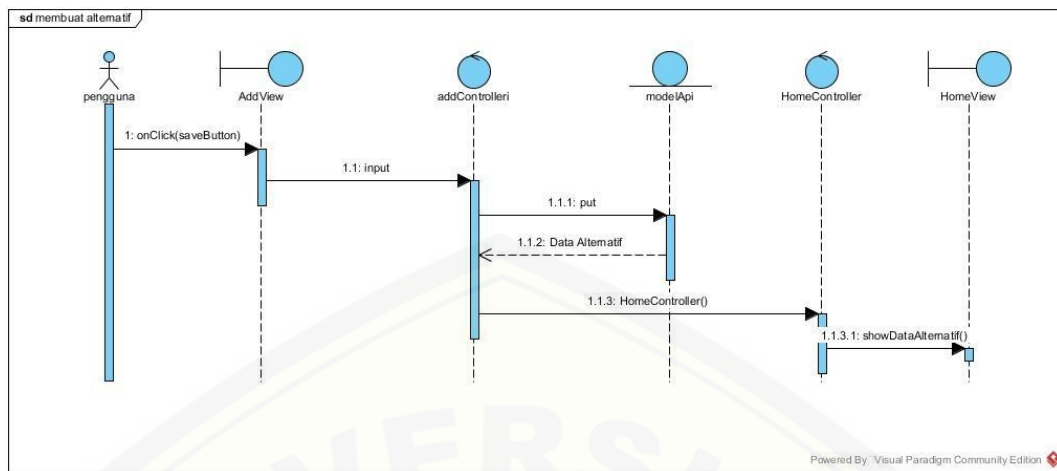 sd membuat alternatif
pengguna
AddView
addControlleri
modelApi
HomeController
HomeView
1: onClick(saveButton)
1.1: input
1.1.1: put
1.1.2: Data Alternatif
1.1.3: HomeController()
1.1.3.1: showDataAlternatif()
VERS
Powered By Visual Paradigm Community Edition